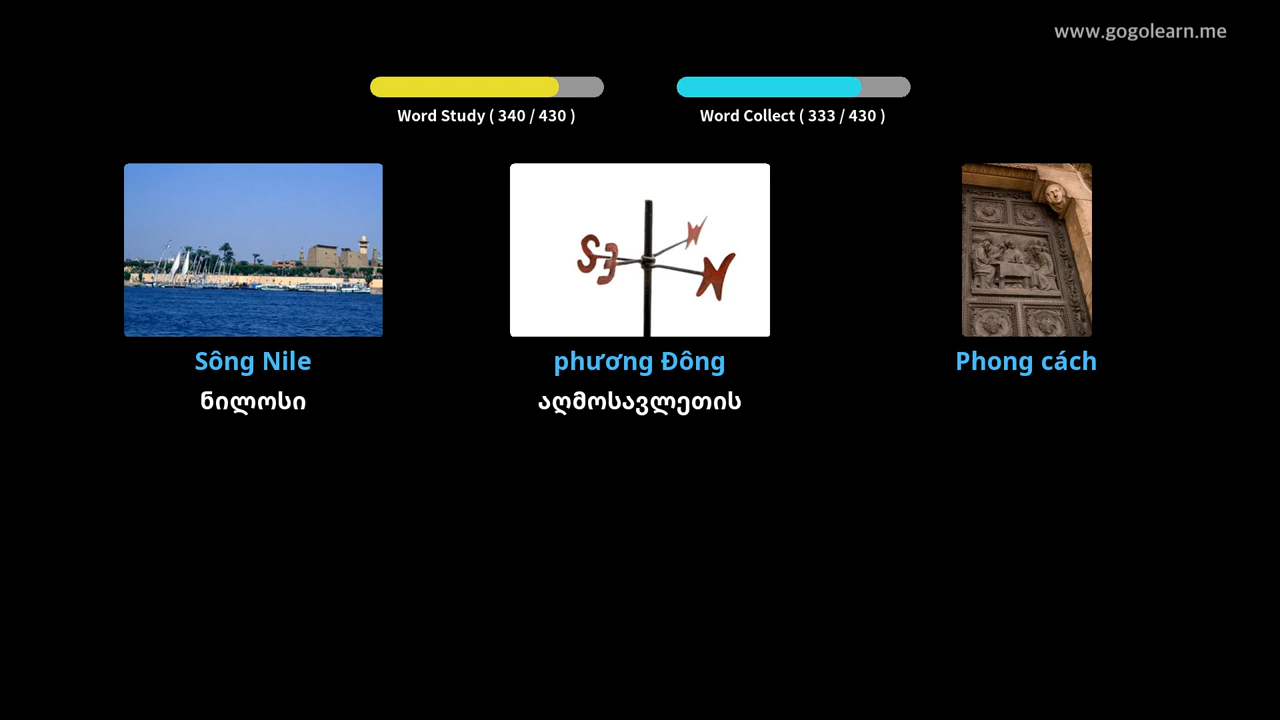 www.gogolearn.me
Word Study ( 340 / 430 )
Word Collect ( 333 / 430 )
S
N
Sông Nile
phương Đông
Phong cách
ნილოსი
აღმოსავლეთის